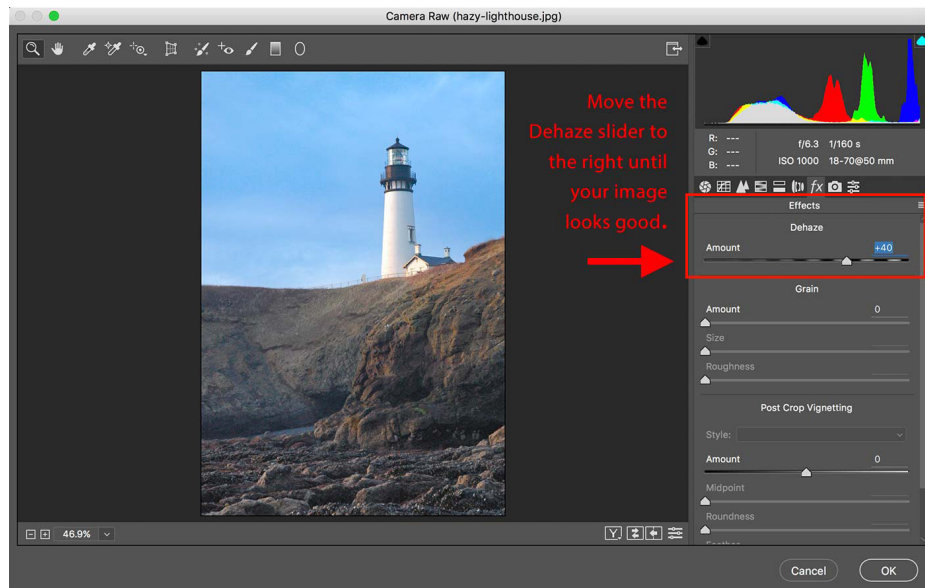 Camera Raw (hazy-lighthouse.jpg)
Move the
Dehaze slider to
the right until
your image
looks good.
R: ---
G: ---
B: ---
f/6.3 1/160 s
ISO 1000 18-70@50 mm
fx
Effects
Dehaze
Amount +40
Grain
Amount 0
Size
Roughness
Post Crop Vignetting
Style:
Amount 0
Midpoint
Roundness
Feather
46.9%
Y
Cancel OK